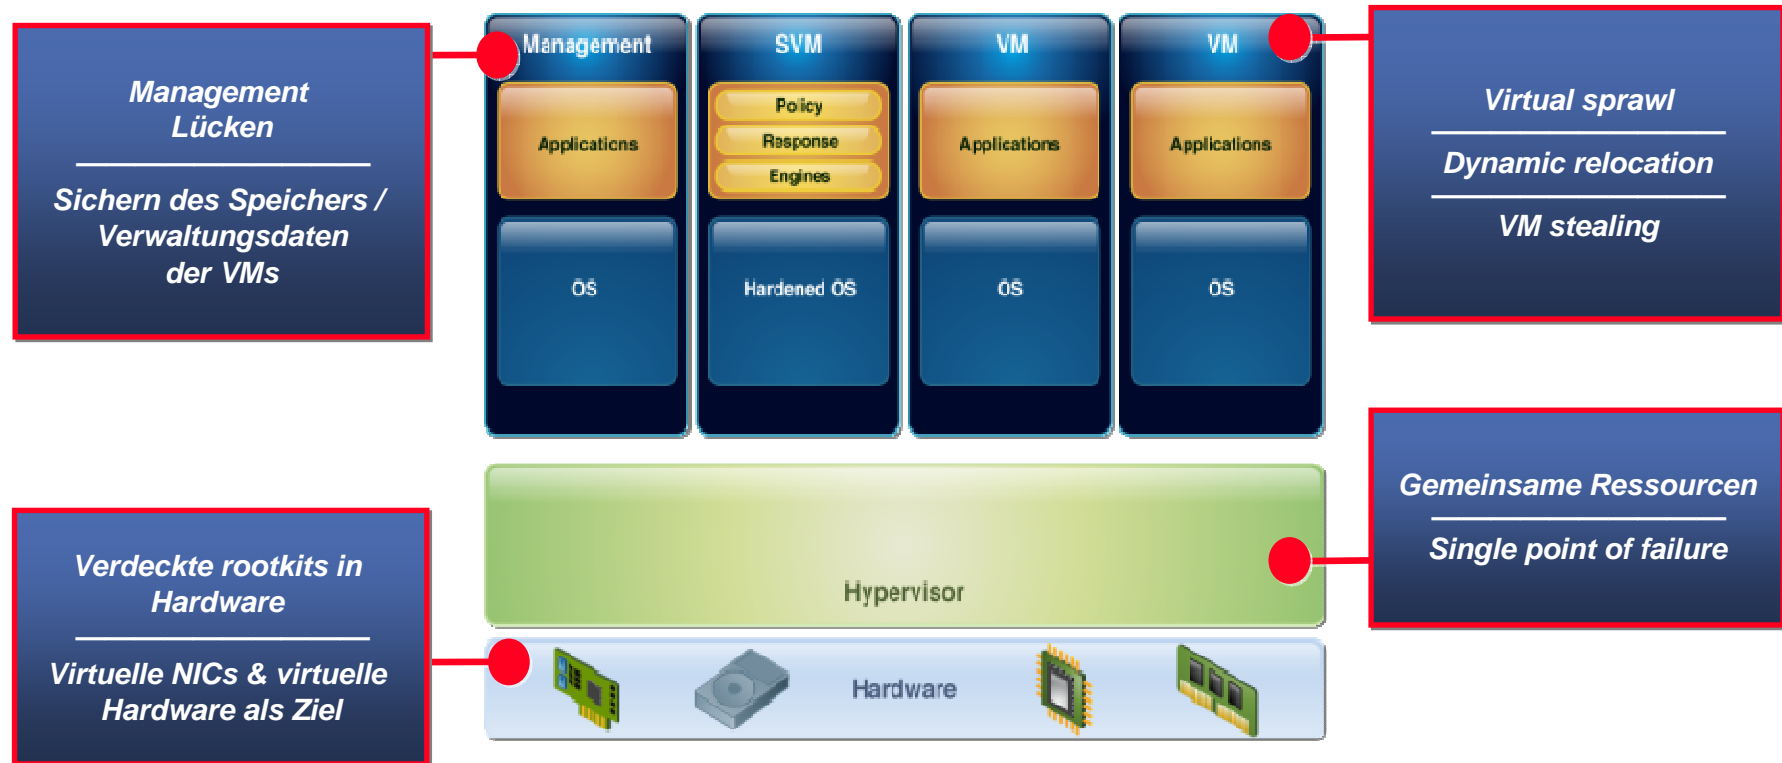 Management
Lücken
Sichern des Speichers /
Verwaltungsdaten
der VMs
Verdeckte rootkits in
Hardware
Virtuelle NICs & virtuelle
Hardware als Ziel
Management
Applications
OS
SVM
Policy
Response
Engines
Hardened OS
VM
Applications
OS
VM
Applications
OS
Hypervisor
Hardware
Virtual sprawl
Dynamic relocation
VM stealing
Gemeinsame Ressourcen
Single point of failure